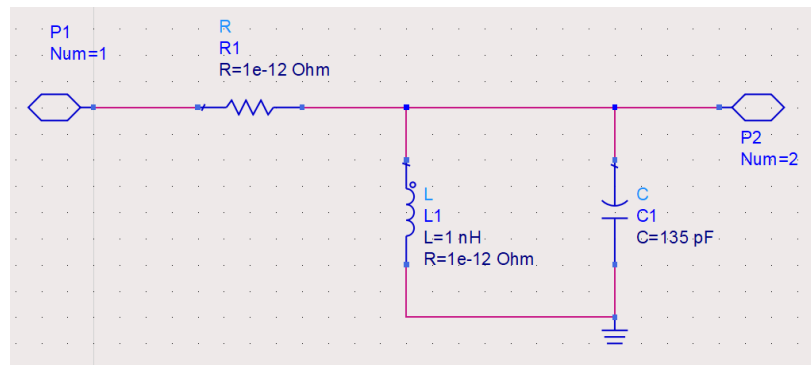 P1
Num=1
R
R1
R=1e-12 Ohm
P2
Num=2
L
L1
L=1 nH
R=1e-12 Ohm
C
C1
C=135 pF